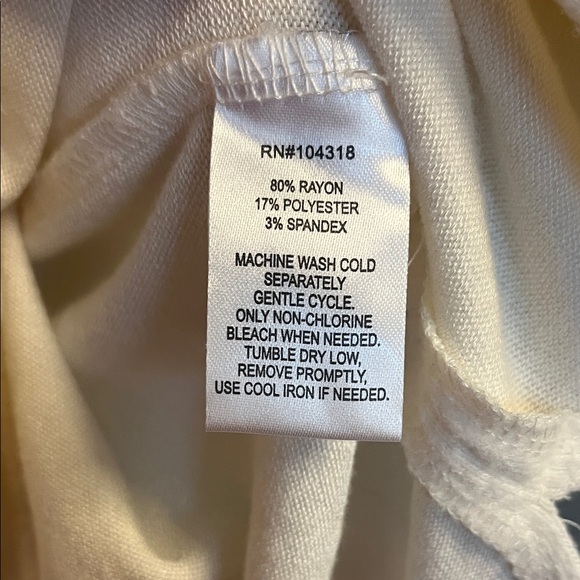 RN#104318
80% RAYON
17% POLYESTER
3% SPANDEX
MACHINE WASH COLD
SEPARATELY
GENTLE CYCLE.
ONLY NON-CHLORINE
BLEACH WHEN NEEDED.
TUMBLE DRY LOW,
REMOVE PROMPTLY,
USE COOL IRON IF NEEDED.